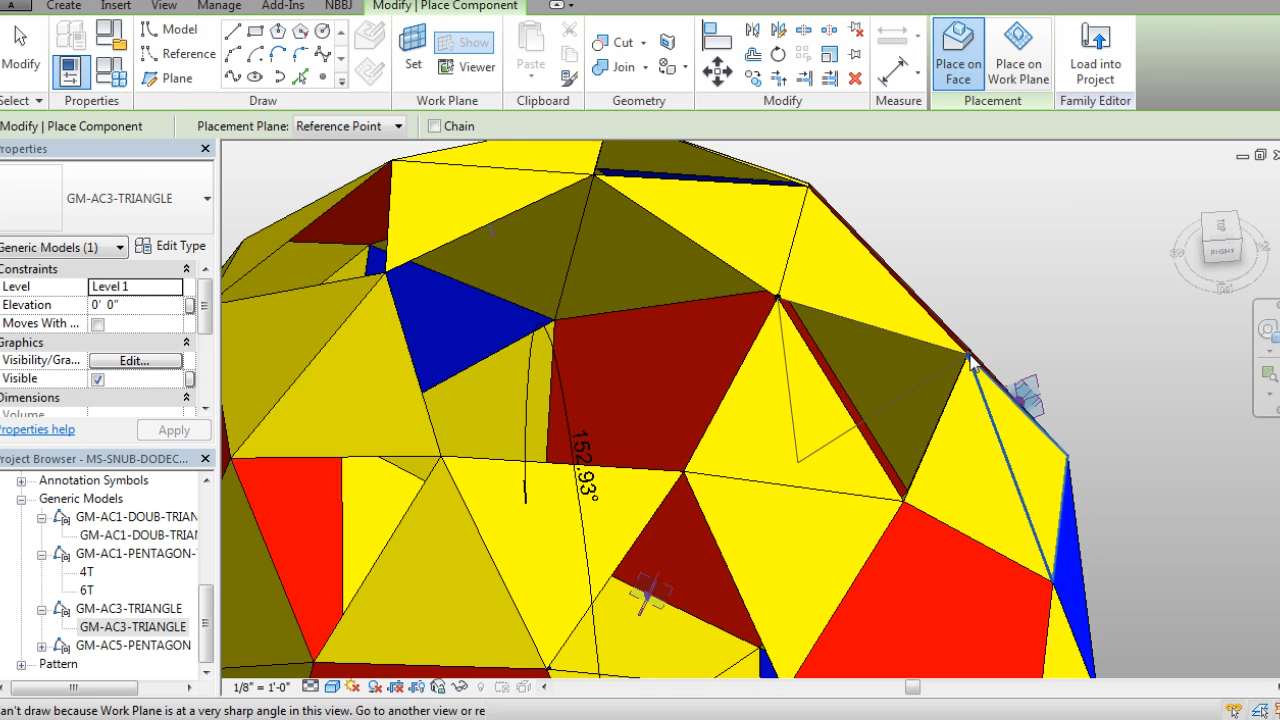 Create Insert View Manage Add-Ins NBBJ Modify | Place Component
Modify
Select
Properties
Model
Reference
Plane
Draw
Set
Show
Viewer
Work Plane
Paste
Clipboard
Cut
Join
Geometry
Modify
Measure
Place on Face
Place on Work Plane
Placement
Load into Project
Family Editor
Modify | Place Component
Placement Plane: Reference Point
Chain
Properties
GM-AC3-TRIANGLE
Generic Models (1)
Edit Type
Constraints
Level Level 1
Elevation 0' 0"
Moves With ...
Graphics
Visibility/Gra... Edit...
Visible
Dimensions
Volume
Properties help
Apply
Project Browser - MS-SNUB-DODEC...
Annotation Symbols
Generic Models
GM-AC1-DOUB-TRIAN
GM-AC1-DOUB-TRIAN
GM-AC1-PENTAGON-
4T
6T
GM-AC3-TRIANGLE
GM-AC3-TRIANGLE
GM-AC5-PENTAGON
Pattern
152.93°
TOP
RIGHT
1/8" = 1'-0"
Can't draw because Work Plane is at a very sharp angle in this view. Go to another view or re